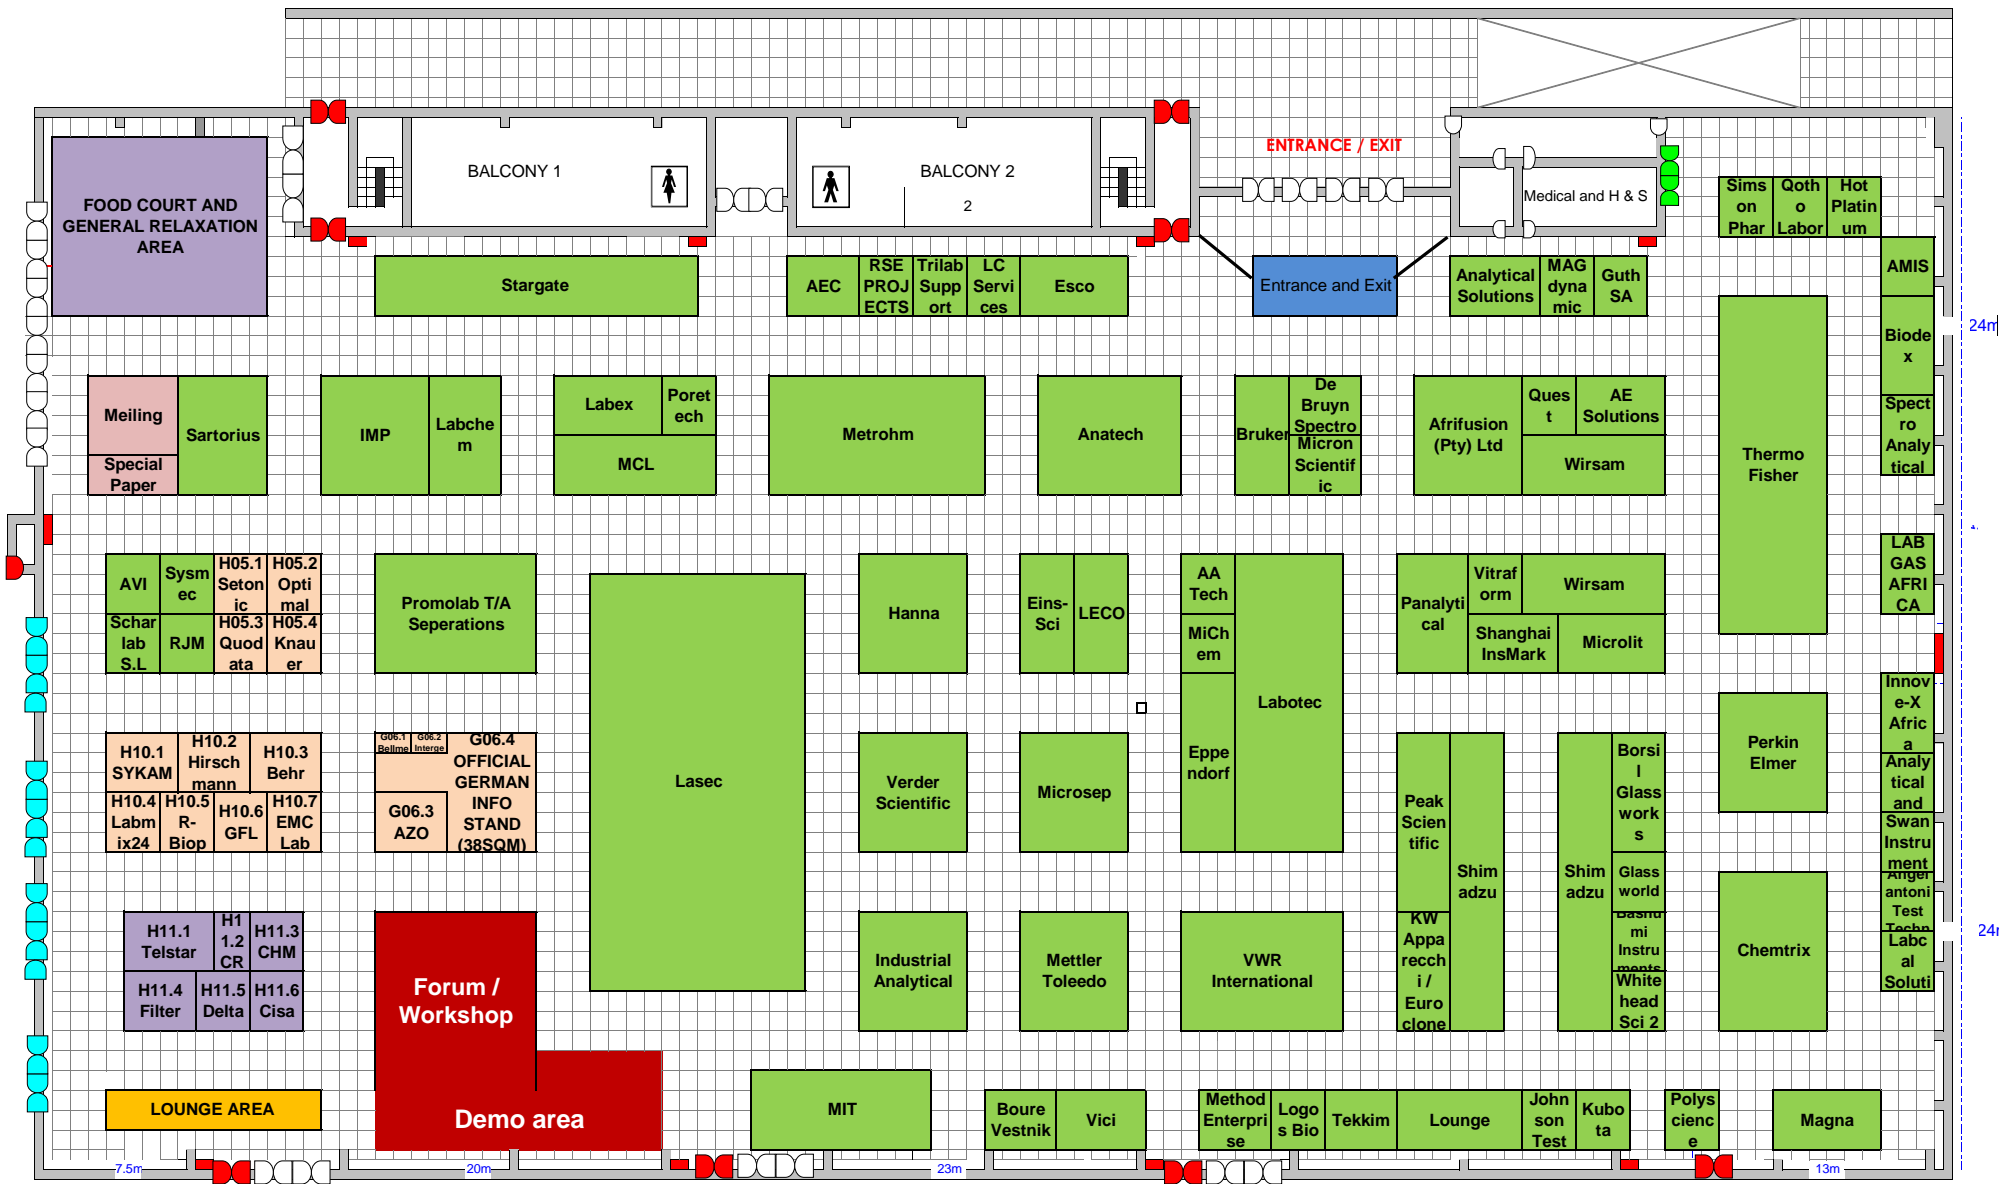 ENTRANCE / EXIT
BALCONY 1
BALCONY 2
2
Medical and H & S
FOOD COURT AND
GENERAL RELAXATION
AREA
Sims
on
Phar
Qoth
o
Labor
Hot
Platin
um
Stargate
AEC
RSE
PROJ
ECTS
Trilab
Supp
ort
LC
Servi
ces
Esco
Entrance and Exit
Analytical
Solutions
MAG
dyna
mic
Guth
SA
AMIS
Biode
x
24m
Meiling
Special
Paper
Sartorius
IMP
Labche
m
Labex
Poret
ech
MCL
Metrohm
Anatech
Bruker
De
Bruyn
Spectro
Micron
Scientif
ic
Afrifusion
(Pty) Ltd
Ques
t
AE
Solutions
Wirsam
Thermo
Fisher
Spect
ro
Analy
tical
AVI
Sysm
ec
H05.1
Seton
ic
H05.2
Opti
mal
Schar
lab
S.L
RJM
H05.3
Quod
ata
H05.4
Knau
er
Promolab T/A
Seperations
Lasec
Hanna
Eins-
Sci
LECO
AA
Tech
MiCh
em
Eppe
ndorf
Labotec
Panalyti
cal
Vitraf
orm
Wirsam
Shanghai
InsMark
Microlit
LAB
GAS
AFRI
CA
H10.1
SYKAM
H10.2
Hirsch
mann
H10.3
Behr
H10.4
Labm
ix24
H10.5
R-
Biop
H10.6
GFL
H10.7
EMC
Lab
G06.1
Bellme
G06.2
Interge
G06.4
OFFICIAL
GERMAN
INFO
STAND
(38SQM)
G06.3
AZO
Verder
Scientific
Microsep
Peak
Scien
tific
Shim
adzu
Shim
adzu
Borsi
l
Glass
work
s
Glass
world
Bashu
mi
Instru
ments
White
head
Sci 2
KW
Appa
recch
i /
Euro
clone
Perkin
Elmer
Innov
e-X
Afric
a
Analy
tical
and
Swan
Instru
ment
Angel
antoni
Test
Techn
Labc
al
Soluti
24m
H11.1
Telstar
H1
1.2
CR
H11.3
CHM
H11.4
Filter
H11.5
Delta
H11.6
Cisa
Forum /
Workshop
Demo area
Industrial
Analytical
Mettler
Toleedo
VWR
International
Chemtrix
LOUNGE AREA
MIT
Boure
Vestnik
Vici
Method
Enterpri
se
Logo
s Bio
Tekkim
Lounge
John
son
Test
Kubo
ta
Polys
cienc
e
Magna
7.5m
20m
23m
13m